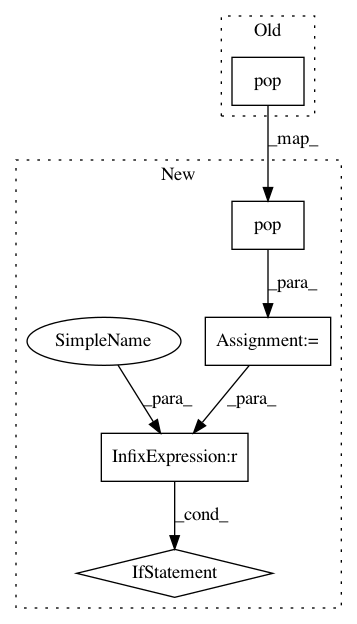 Old
pop
_map_
New
pop
_para_
SimpleName
Assignment:=
_para_
_para_
InfixExpression:r
_cond_
IfStatement